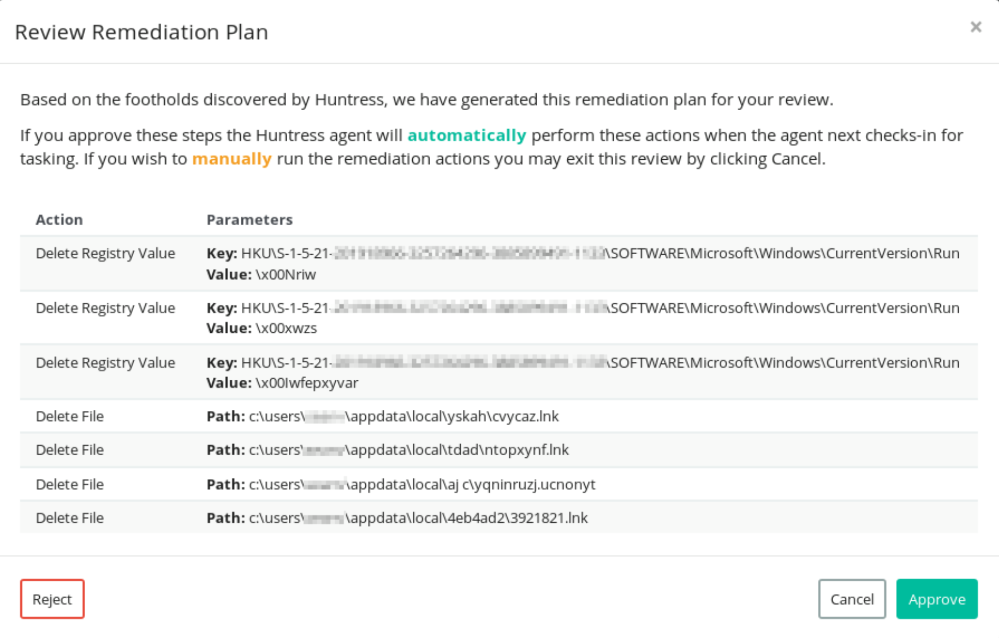 Review Remediation Plan
×
Based on the footholds discovered by Huntress, we have generated this remediation plan for your review.
If you approve these steps the Huntress agent will automatically perform these actions when the agent next checks-in for
tasking. If you wish to manually run the remediation actions you may exit this review by clicking Cancel.
Action Parameters
Delete Registry Value Key: HKU\S-1-5-21- \SOFTWARE\Microsoft\Windows\CurrentVersion\Run
Value: \x00Nriw
Delete Registry Value Key: HKU\S-1-5-21- \SOFTWARE\Microsoft\Windows\CurrentVersion\Run
Value: \x00xwzs
Delete Registry Value Key: HKU\S-1-5-21- \SOFTWARE\Microsoft\Windows\CurrentVersion\Run
Value: \x00Iwfepxyvar
Delete File Path: c:\users\ \appdata\local\yskah\cvycaz.lnk
Delete File Path: c:\users\ \appdata\local\tdad\ntopxynf.lnk
Delete File Path: c:\users\ \appdata\local\aj c\yqninruzj.ucnonyt
Delete File Path: c:\users\ \appdata\local\4eb4ad2\3921821.lnk
Reject Cancel Approve